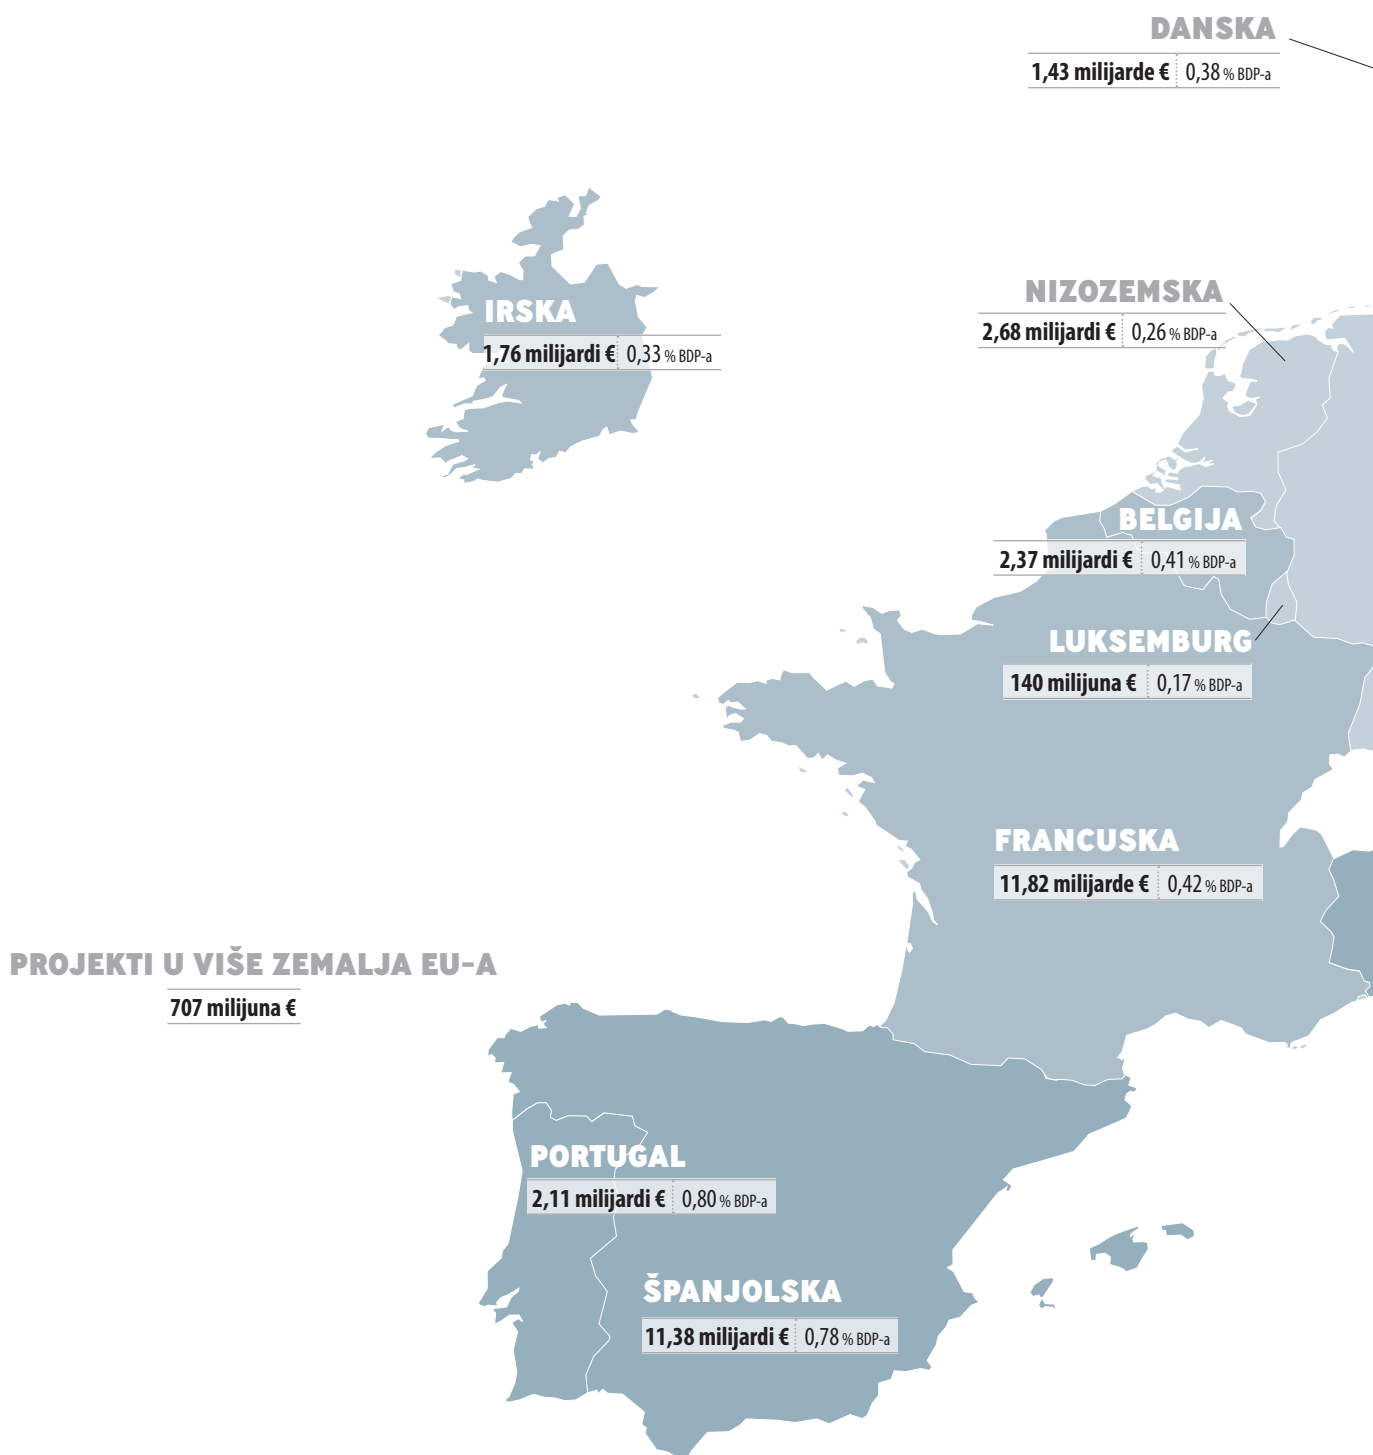 DANSKA
1,43 milijarde € 0,38 % BDP-a
IRSKA
1,76 milijardi € 0,33 % BDP-a
NIZOZEMSKA
2,68 milijardi € 0,26 % BDP-a
BELGIJA
2,37 milijardi € 0,41 % BDP-a
LUKSEMBURG
140 milijuna € 0,17 % BDP-a
FRANCUSKA
11,82 milijarde € 0,42 % BDP-a
PROJEKTI U VIŠE ZEMALJA EU-A
707 milijuna €
PORTUGAL
2,11 milijardi € 0,80 % BDP-a
ŠPANJOLSKA
11,38 milijardi € 0,78 % BDP-a